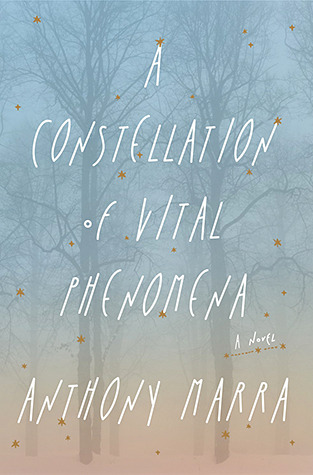 A
CONSTELLATION
of VITAL
PHENOMENA
A NOVEL
ANTHONY MARRA